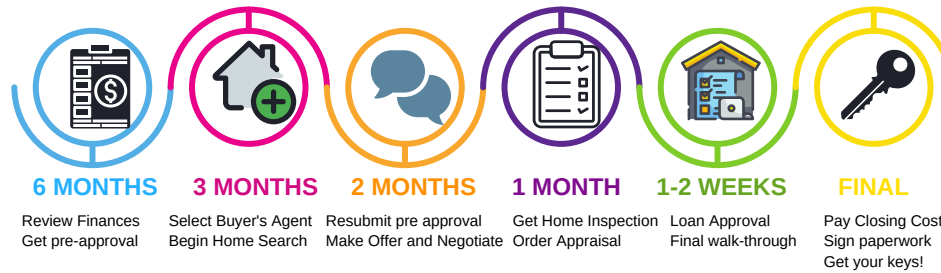 6 MONTHS
3 MONTHS
2 MONTHS
1 MONTH
1-2 WEEKS
FINAL
Review Finances
Get pre-approval
Select Buyer's Agent
Begin Home Search
Resubmit pre approval
Make Offer and Negotiate
Get Home Inspection
Order Appraisal
Loan Approval
Final walk-through
Pay Closing Cost
Sign paperwork
Get your keys!